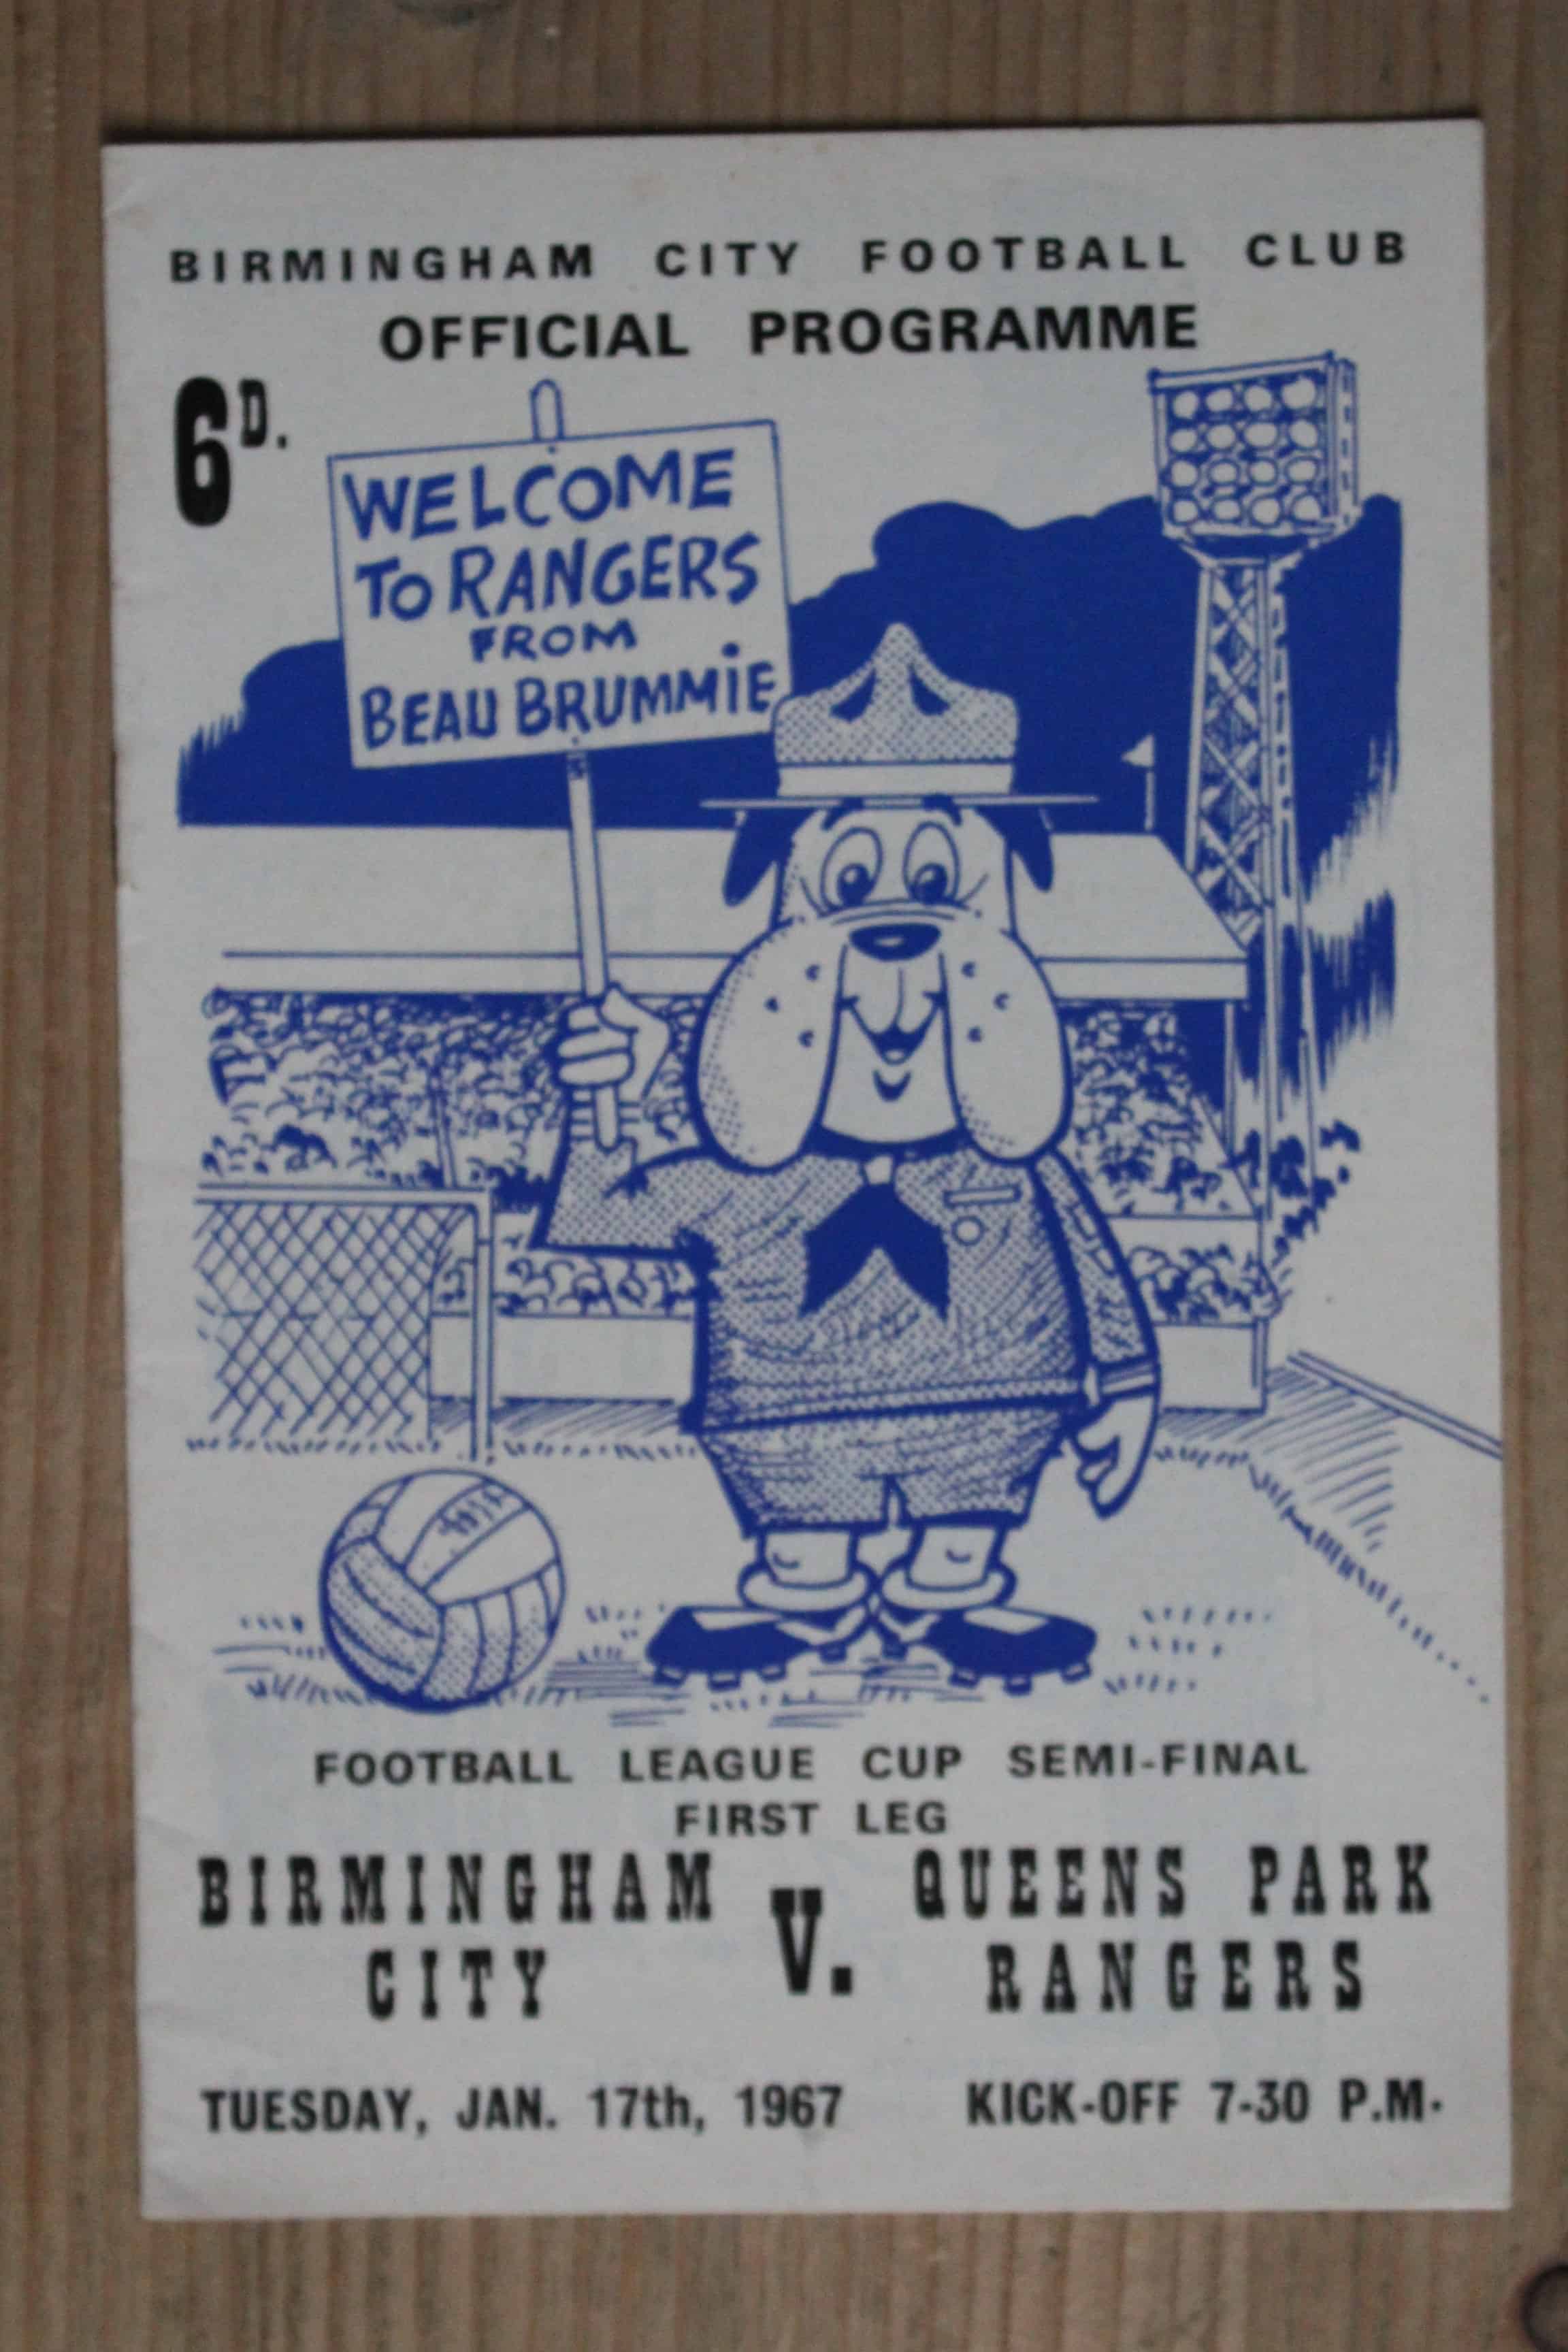 BIRMINGHAM CITY FOOTBALL CLUB
OFFICIAL PROGRAMME
6D.
WELCOME
TO RANGERS
FROM
BEAU BRUMMIE
FOOTBALL LEAGUE CUP SEMI-FINAL
FIRST LEG
BIRMINGHAM CITY
V.
QUEENS PARK RANGERS
TUESDAY, JAN. 17th, 1967 KICK-OFF 7-30 P.M.